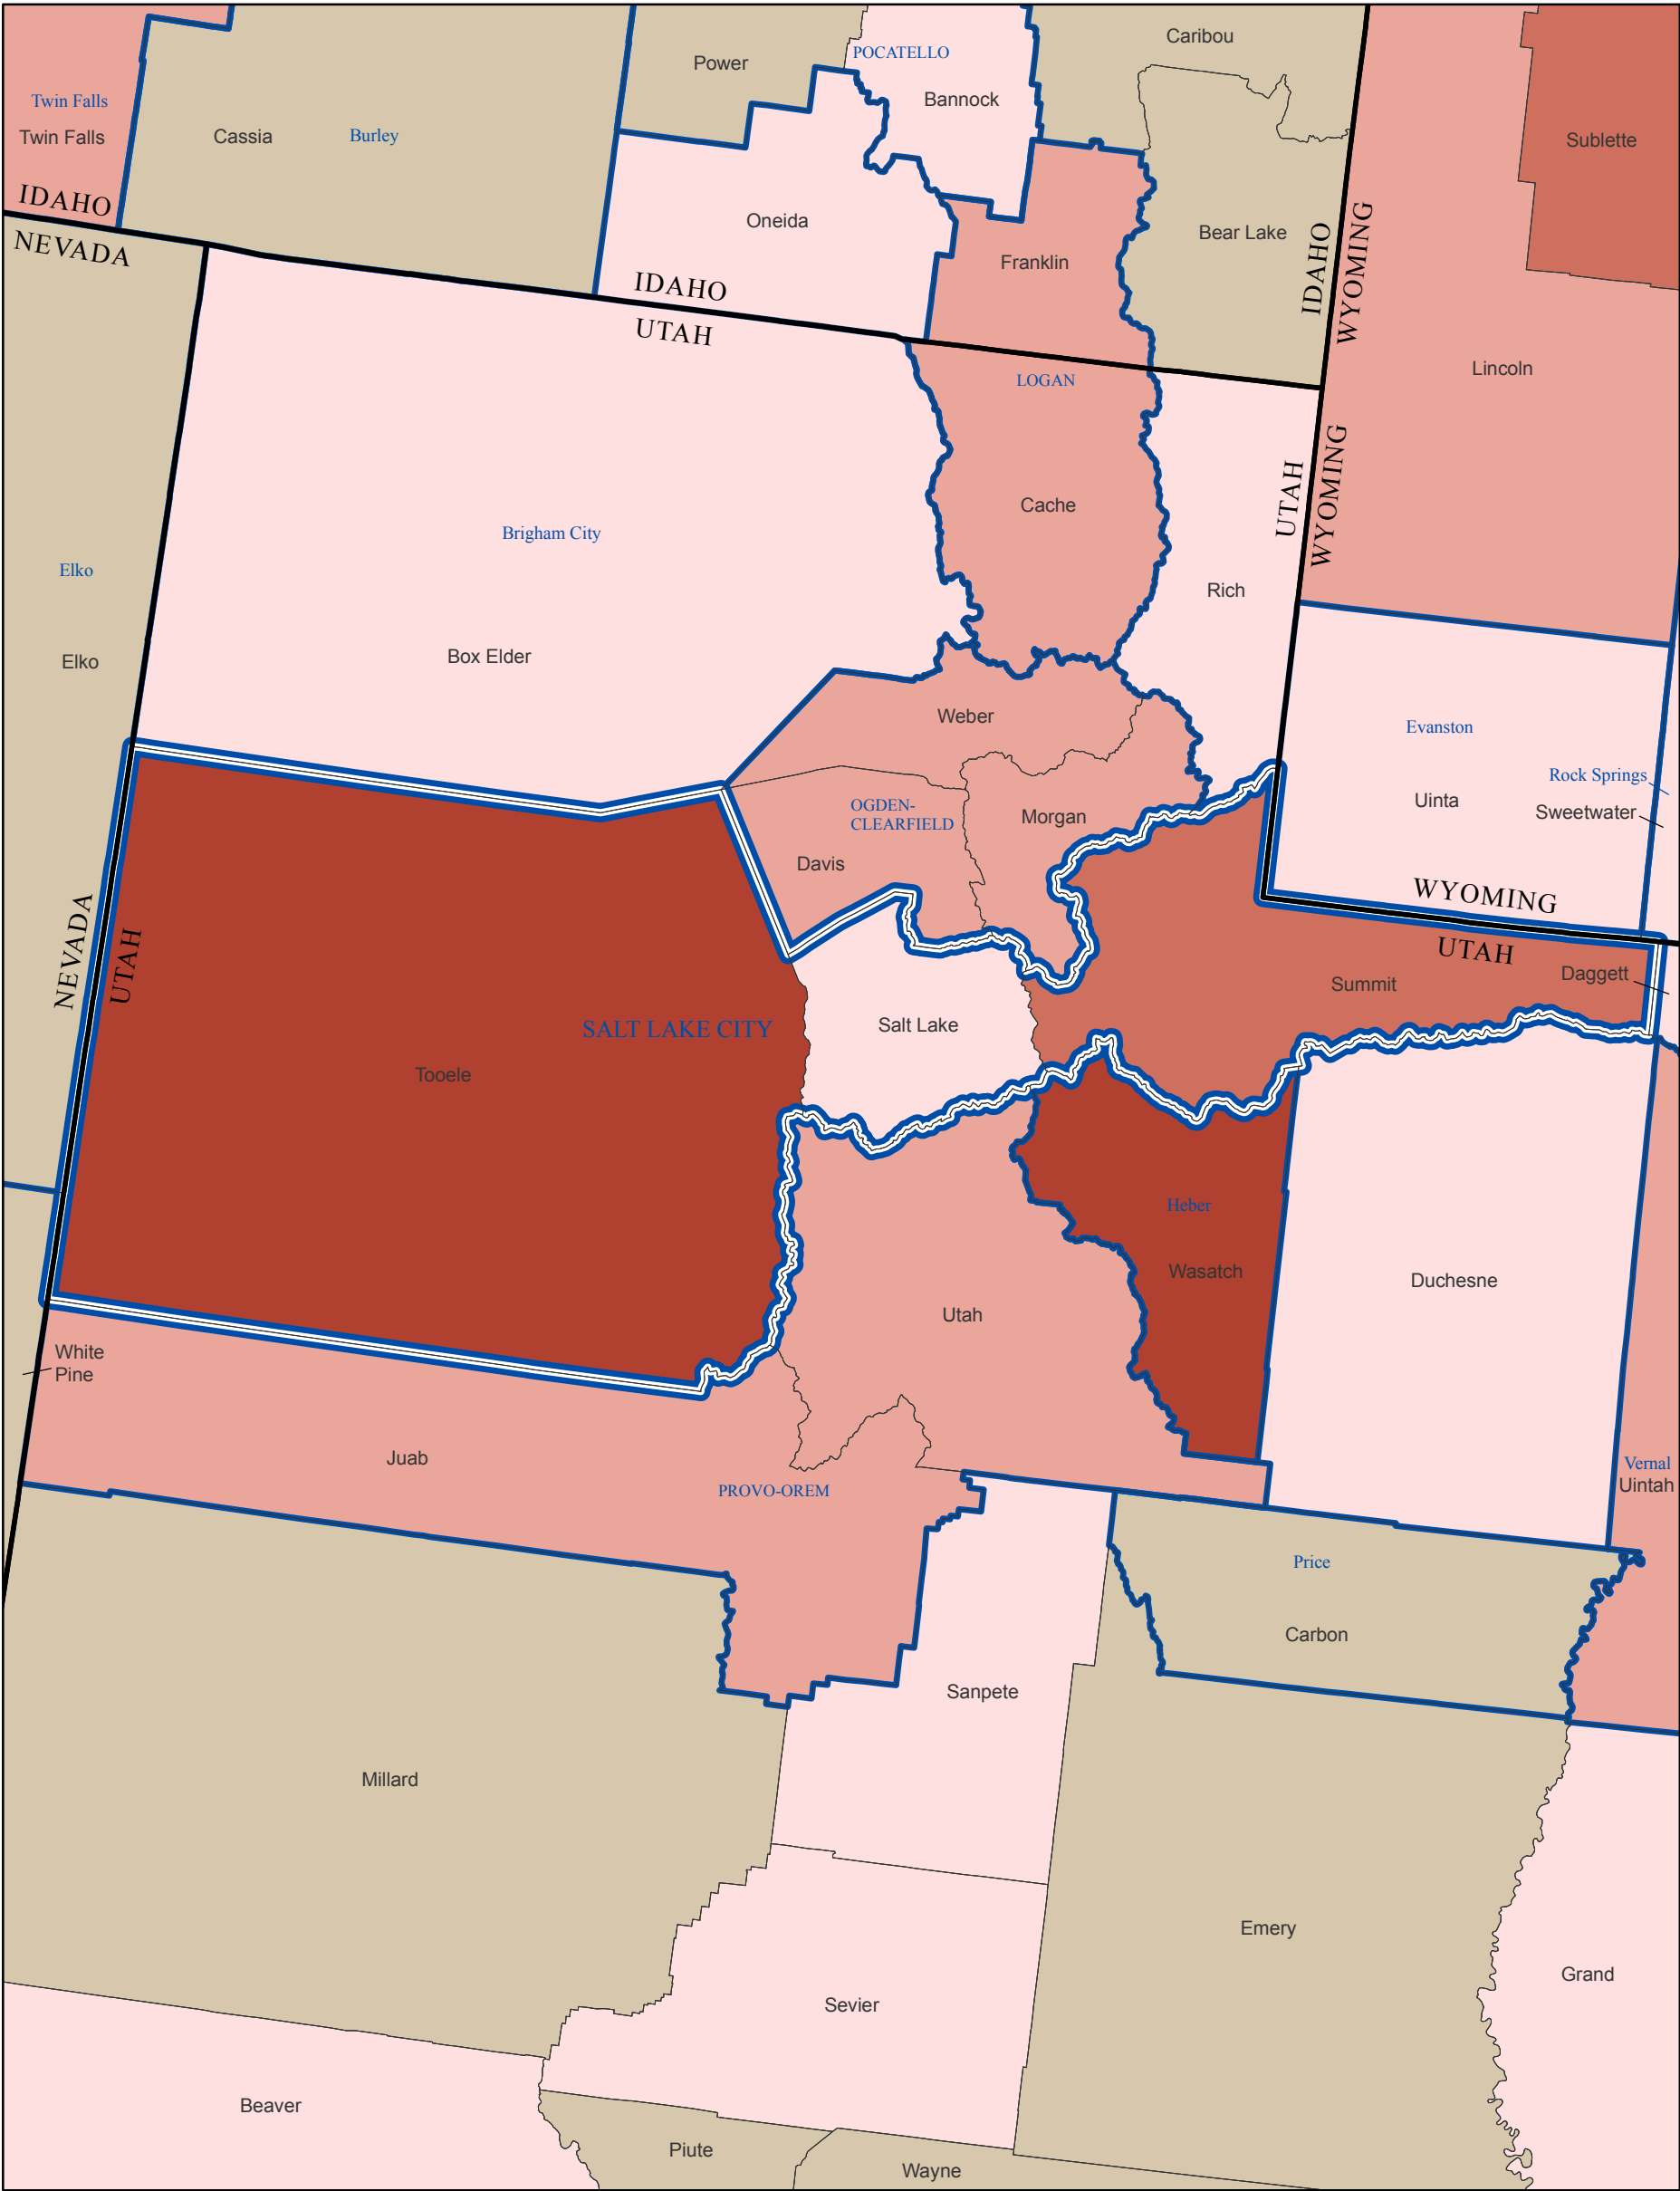 Caribou
Power
POCATELLO
Bannock
Twin Falls
Twin Falls
Cassia
Burley
Sublette
IDAHO
NEVADA
Oneida
Bear Lake
Franklin
IDAHO
WYOMING
IDAHO
UTAH
LOGAN
Lincoln
Cache
UTAH
WYOMING
Brigham City
Elko
Rich
Box Elder
Elko
Weber
Evanston
Rock Springs
Uinta
Sweetwater
OGDEN-
CLEARFIELD
Morgan
Davis
WYOMING
UTAH
NEVADA
UTAH
Summit
Daggett
SALT LAKE CITY
Salt Lake
Tooele
Heber
Wasatch
Duchesne
Utah
White
Pine
Juab
PROVO-OREM
Vernal
Uintah
Price
Carbon
Sanpete
Millard
Emery
Grand
Sevier
Beaver
Piute
Wayne